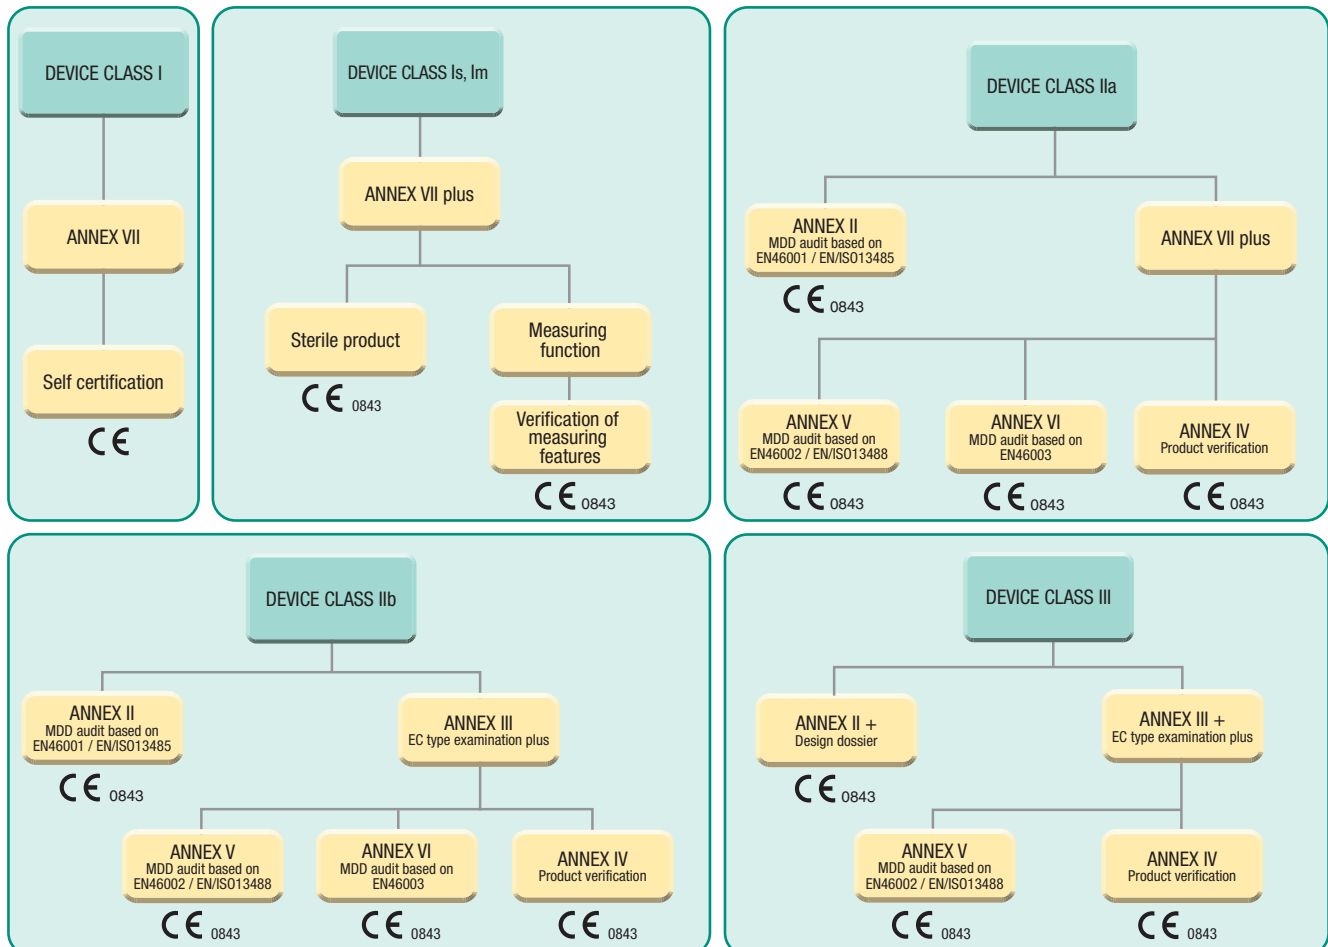 DEVICE CLASS I
ANNEX VII
Self certification
CE
DEVICE CLASS Is, Im
ANNEX VII plus
Sterile product
CE 0843
Measuring
function
Verification of
measuring
features
CE 0843
DEVICE CLASS IIa
ANNEX II
MDD audit based on
EN46001 / EN/ISO13485
CE 0843
ANNEX VII plus
ANNEX V
MDD audit based on
EN46002 / EN/ISO13488
CE 0843
ANNEX VI
MDD audit based on
EN46003
CE 0843
ANNEX IV
Product verification
CE 0843
DEVICE CLASS IIb
ANNEX II
MDD audit based on
EN46001 / EN/ISO13485
CE 0843
ANNEX III
EC type examination plus
ANNEX V
MDD audit based on
EN46002 / EN/ISO13488
CE 0843
ANNEX VI
MDD audit based on
EN46003
CE 0843
ANNEX IV
Product verification
CE 0843
DEVICE CLASS III
ANNEX II +
Design dossier
CE 0843
ANNEX III +
EC type examination plus
ANNEX V
MDD audit based on
EN46002 / EN/ISO13488
CE 0843
ANNEX IV
Product verification
CE 0843